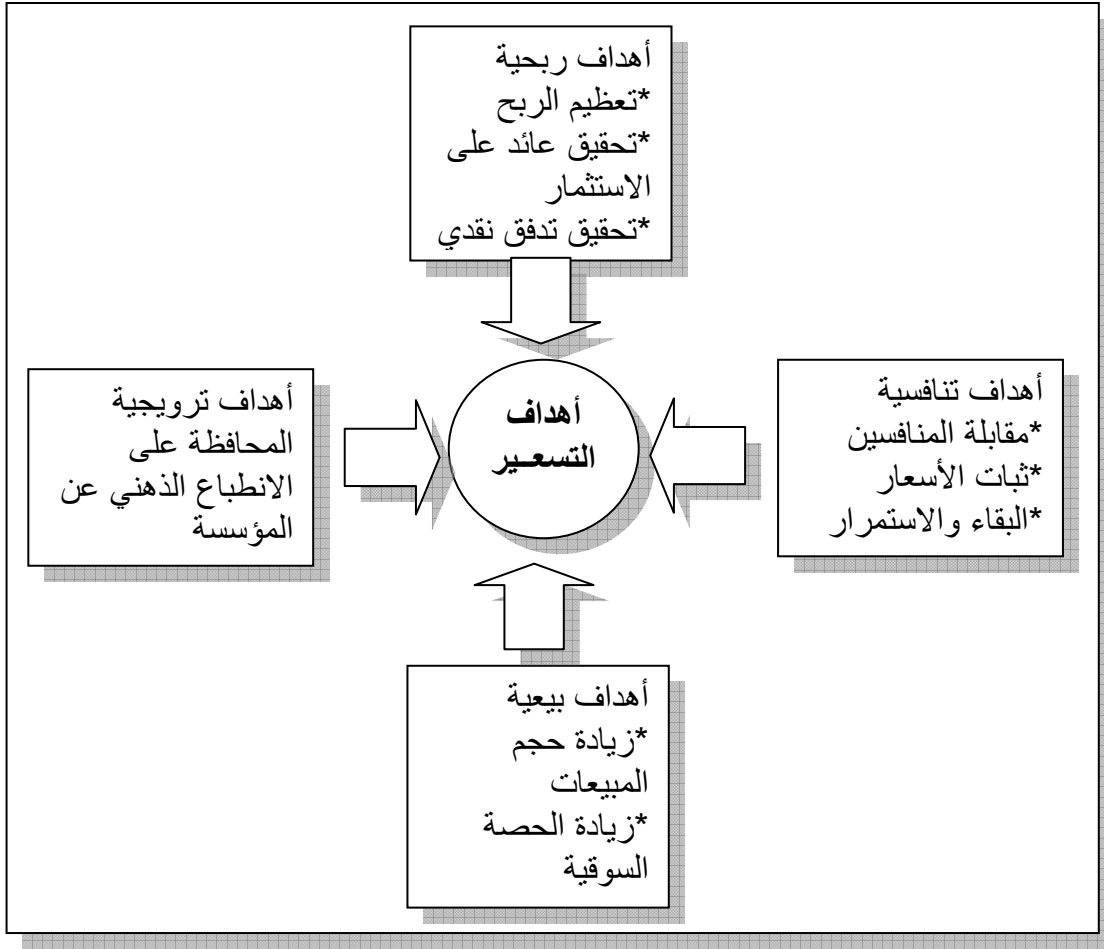 أهداف ربحية
*تعظيم الربح
*تحقيق عائد على
الاستثمار
*تحقيق تدفق نقدي
أهداف تنافسية
*مقابلة المنافسين
*ثبات الأسعار
*البقاء والاستمرار
أهداف
التسعــير
أهداف ترويجية
المحافظة على
الانطباع الذهني عن
المؤسسة
أهداف بيعية
*زيادة حجم
المبيعات
*زيادة الحصة
السوقية